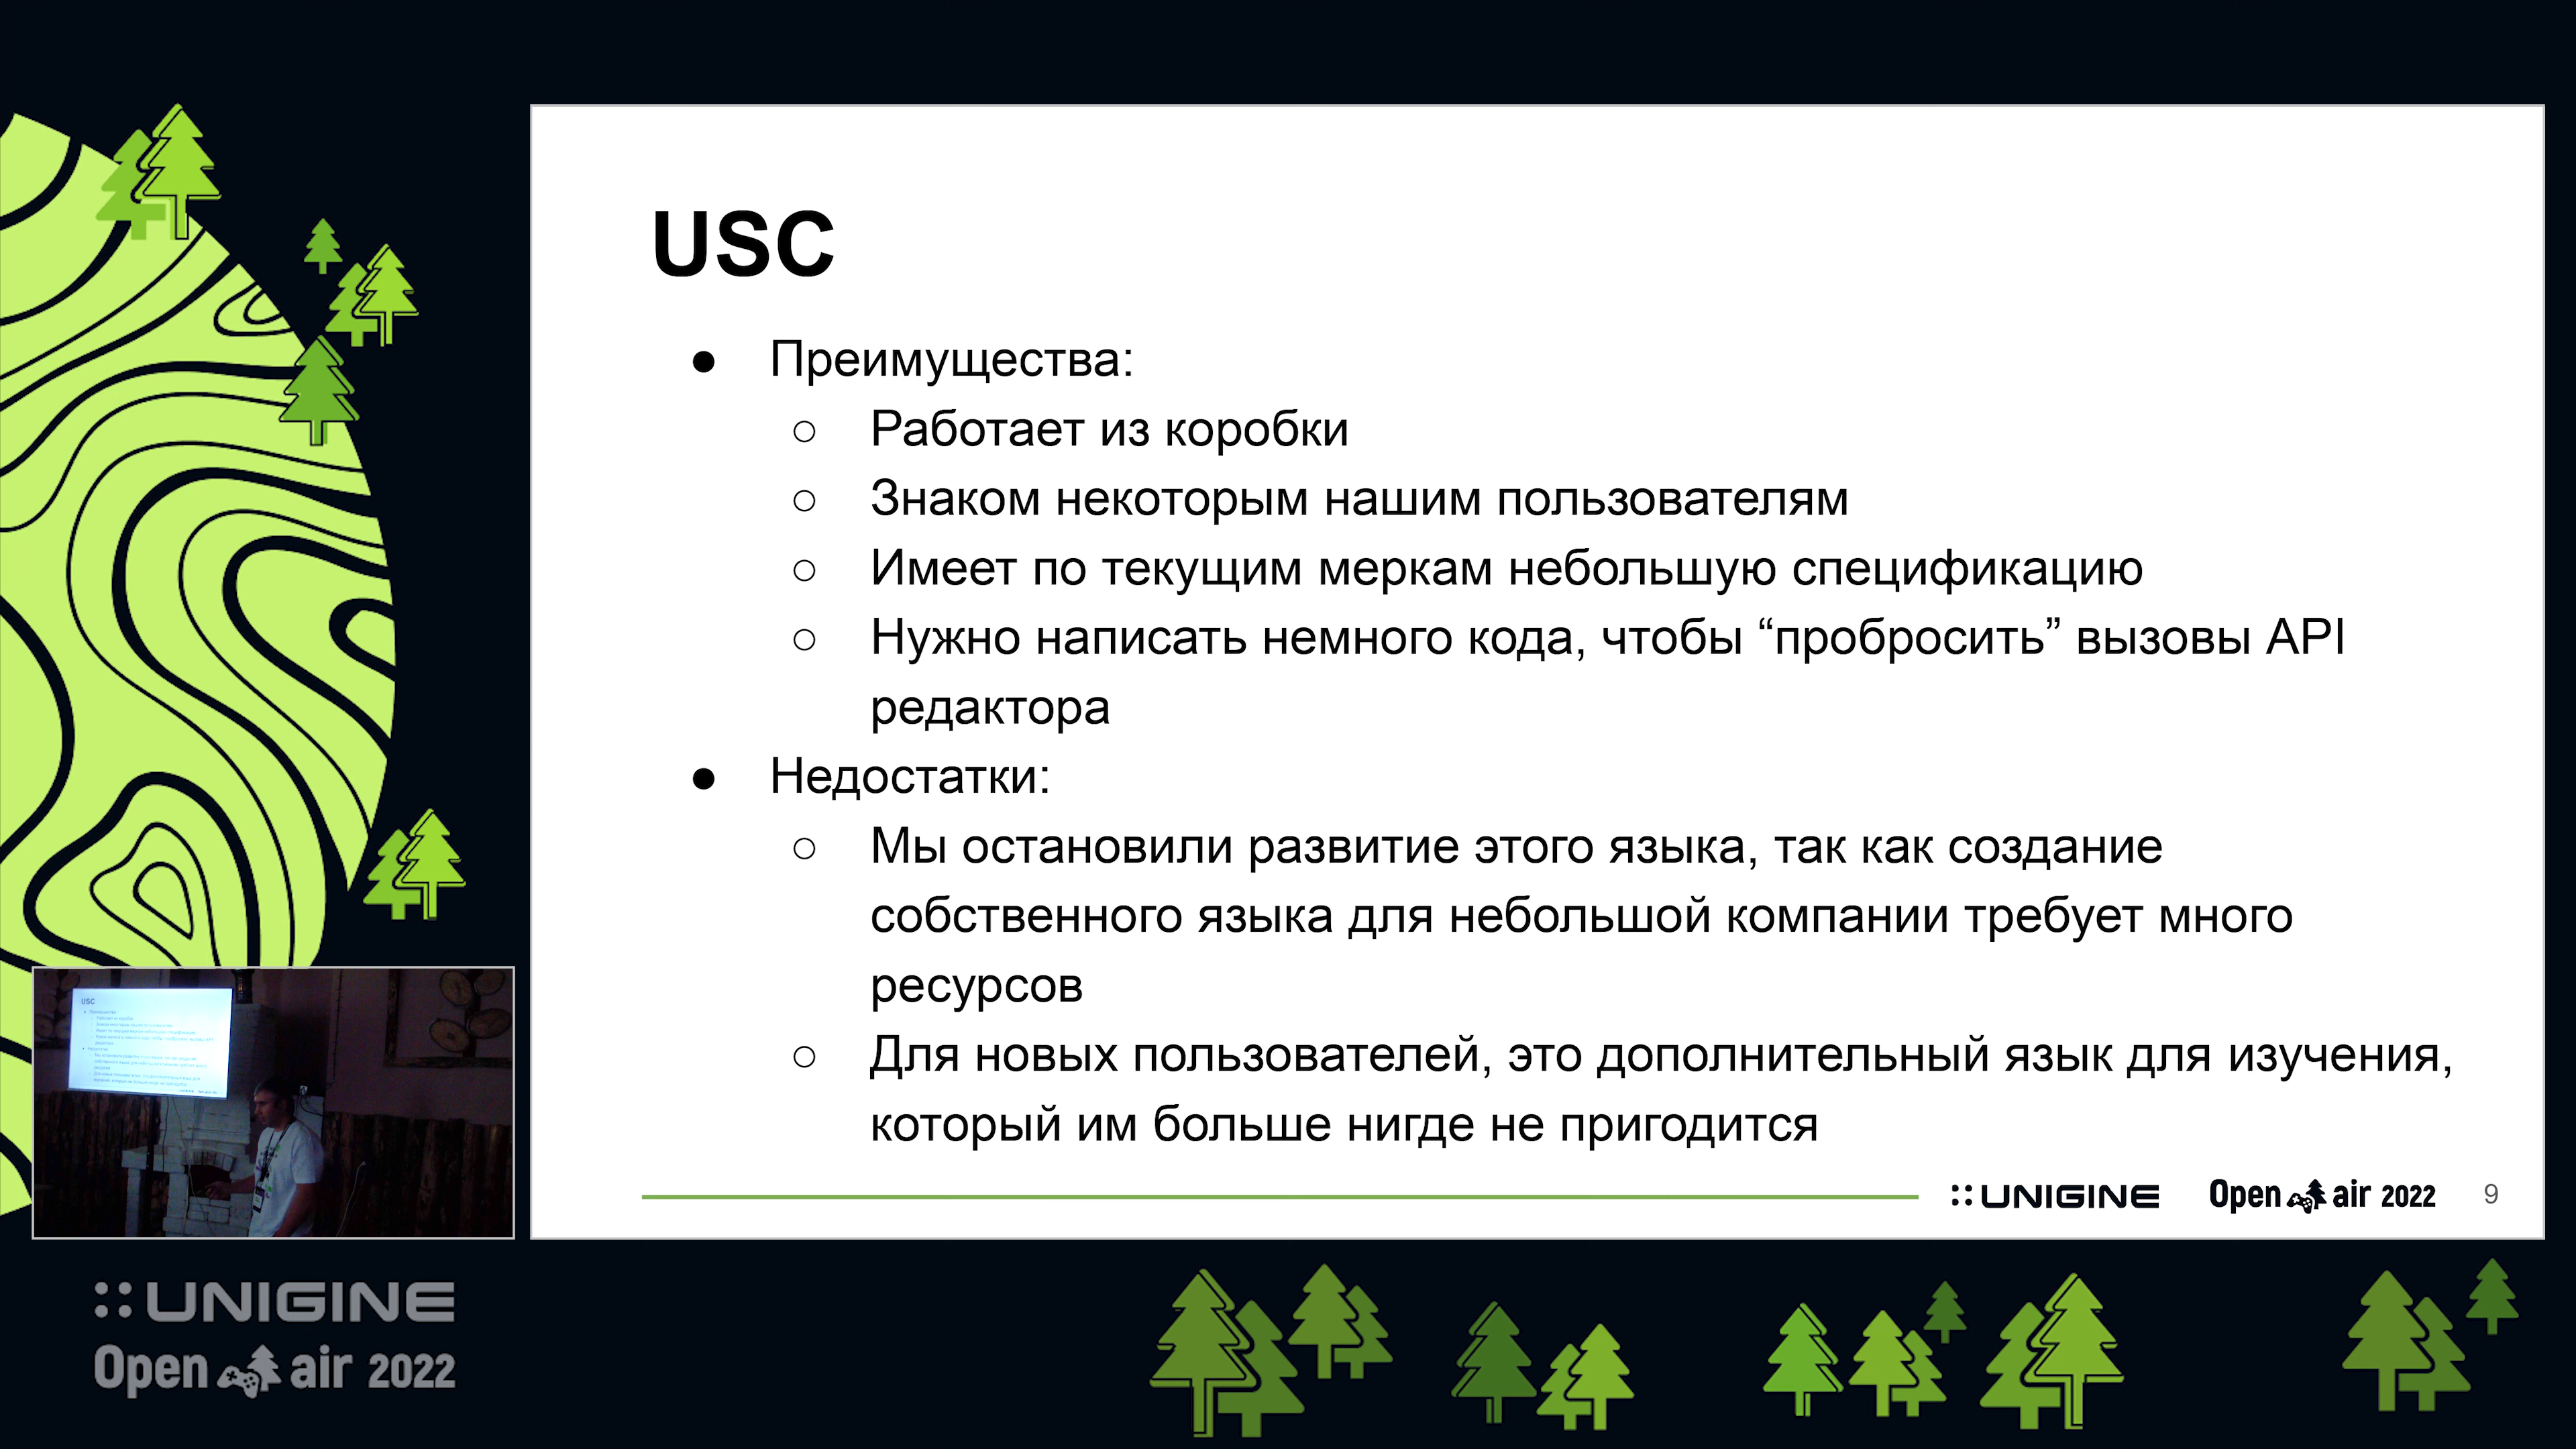 USC
● Преимущества:
○ Работает из коробки
○ Знаком некоторым нашим пользователям
○ Имеет по текущим меркам небольшую спецификацию
○ Нужно написать немного кода, чтобы “пробросить” вызовы API
редактора
● Недостатки:
○ Мы остановили развитие этого языка, так как создание
собственного языка для небольшой компании требует много
ресурсов
○ Для новых пользователей, это дополнительный язык для изучения,
который им больше нигде не пригодится
UNIGINE Open air 2022 9
USC
UNIGINE
Open air 2022